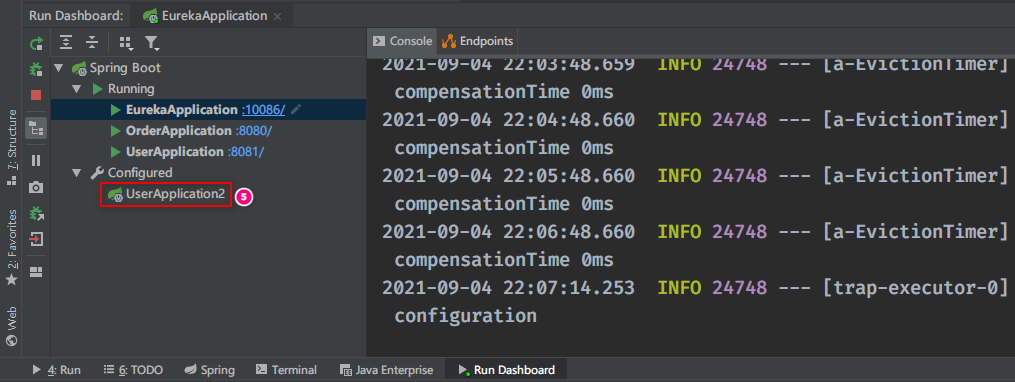 Run Dashboard: EurekaApplication
Console Endpoints
Spring Boot
Running
EurekaApplication :10086/
OrderApplication :8080/
UserApplication :8081/
Configured
UserApplication2 5
2021-09-04 22:03:48.659 INFO 24748 --- [a-EvictionTimer]
compensationTime 0ms
2021-09-04 22:04:48.660 INFO 24748 --- [a-EvictionTimer]
compensationTime 0ms
2021-09-04 22:05:48.660 INFO 24748 --- [a-EvictionTimer]
compensationTime 0ms
2021-09-04 22:06:48.660 INFO 24748 --- [a-EvictionTimer]
compensationTime 0ms
2021-09-04 22:07:14.253 INFO 24748 --- [trap-executor-0]
configuration
7: Structure
2: Favorites
Web
4: Run 6: TODO Spring Terminal Java Enterprise Run Dashboard